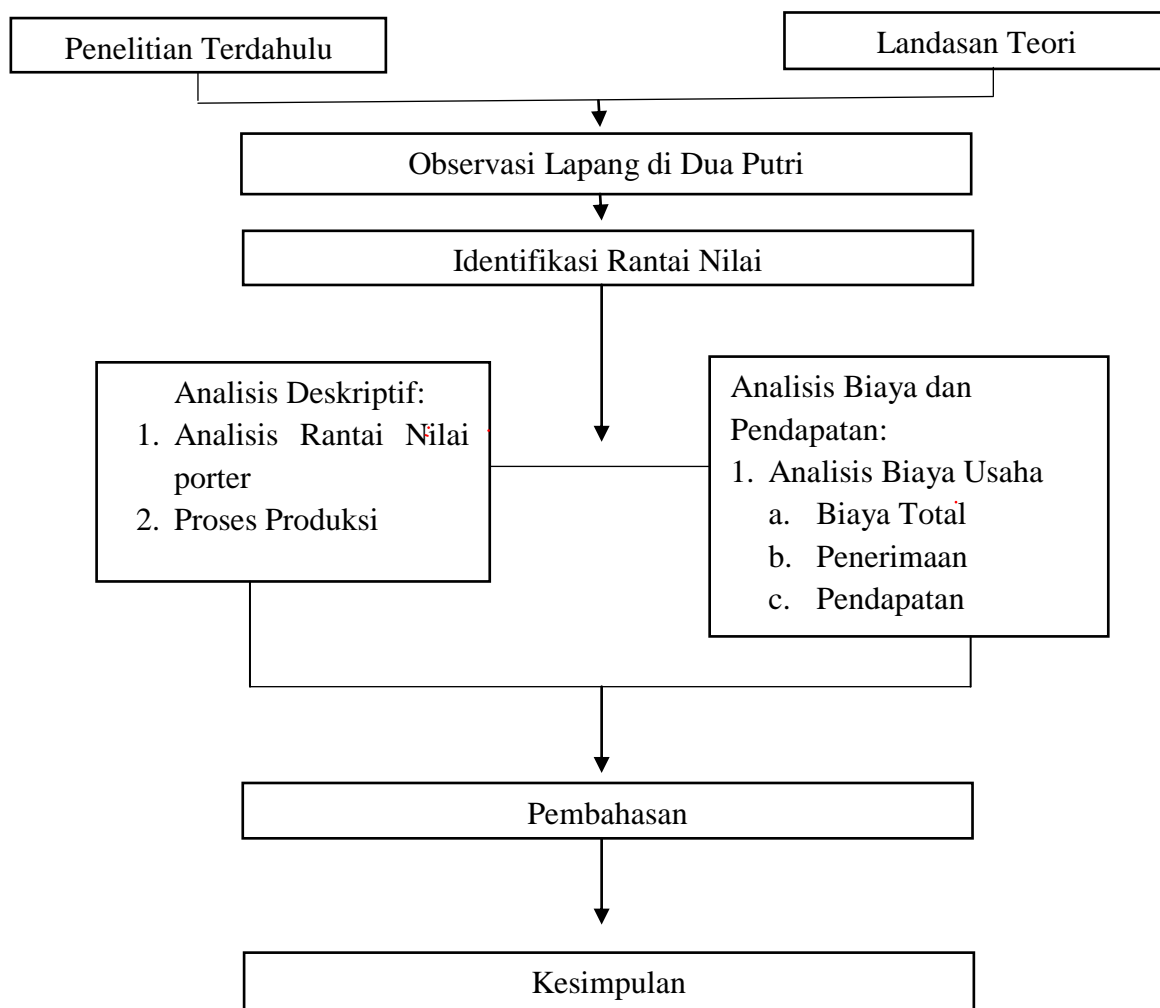 Penelitian Terdahulu
Landasan Teori
Observasi Lapang di Dua Putri
Identifikasi Rantai Nilai
Analisis Deskriptif:
1. Analisis Rantai Nilai
porter
2. Proses Produksi
Analisis Biaya dan
Pendapatan:
1. Analisis Biaya Usaha
a. Biaya Total
b. Penerimaan
c. Pendapatan
Pembahasan
Kesimpulan